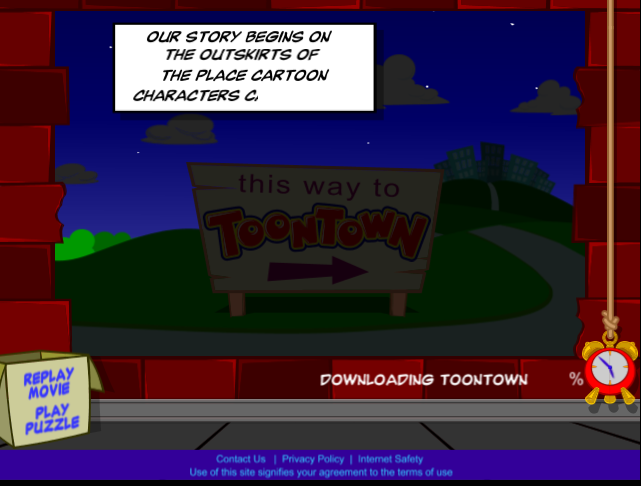 OUR STORY BEGINS ON
THE OUTSKIRTS OF
THE PLACE CARTOON
CHARACTERS C
this way to
TOONTOWN
REPLAY
MOVIE
PLAY
PUZZLE
DOWNLOADING TOONTOWN %
Contact Us | Privacy Policy | Internet Safety
Use of this site signifies your agreement to the terms of use